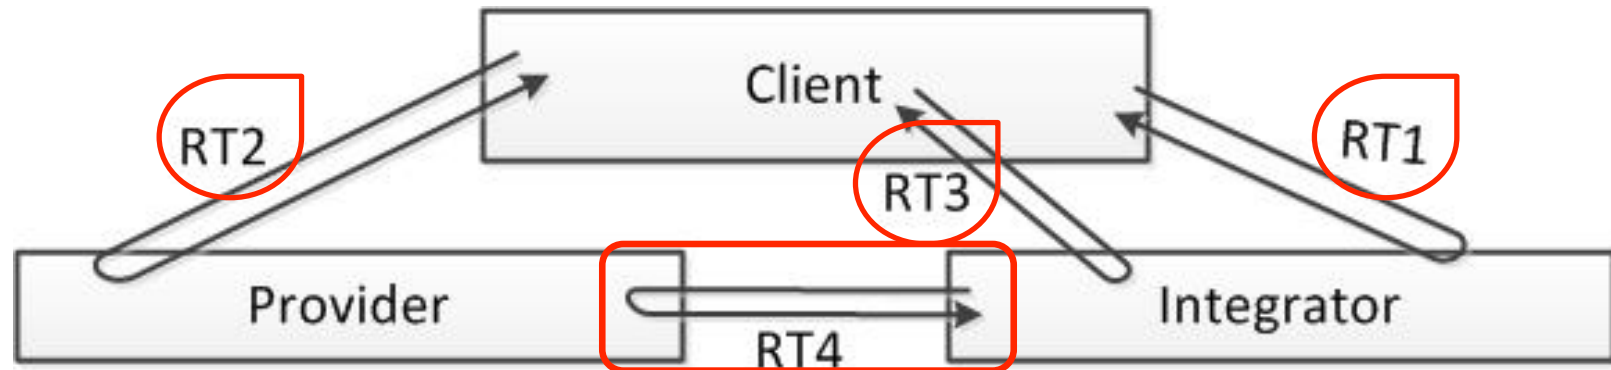 Client
RT2
RT1
RT3
Provider
Integrator
RT4